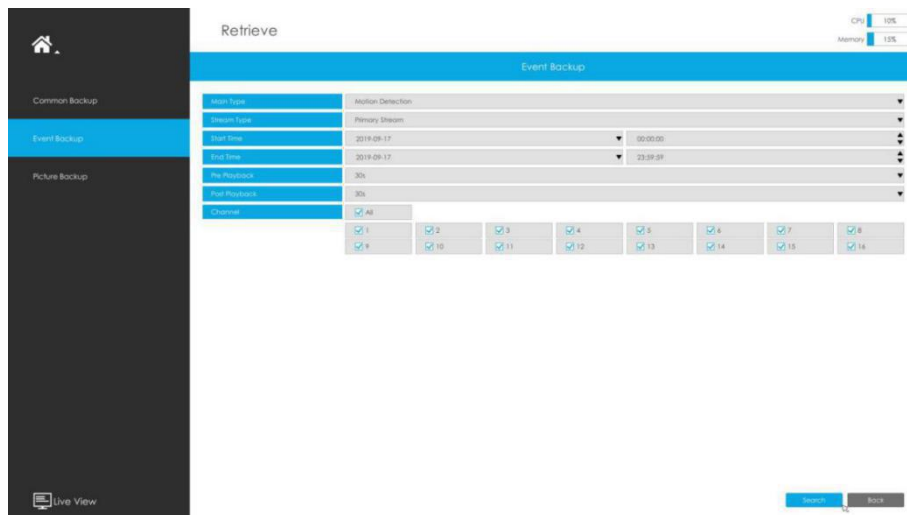 Retrieve
CPU 10%
Memory 15%
Event Backup
Common Backup
Event Backup
Picture Backup
Main Type Motion Detection
Stream Type Primary Stream
Start Time 2019-09-17 00:00:00
End Time 2019-09-17 23:59:59
Pre Playback 30s
Post Playback 30s
Channel All
1 2 3 4 5 6 7 8
9 10 11 12 13 14 15 16
Live View
Search Back